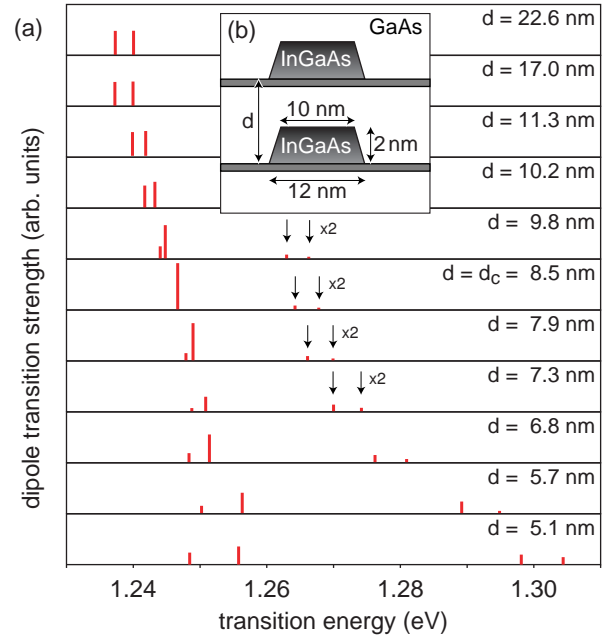 (a)
(b)
GaAs
InGaAs
d
10 nm
InGaAs
2 nm
12 nm
d = 22.6 nm
d = 17.0 nm
d = 11.3 nm
d = 10.2 nm
d = 9.8 nm
x2
d = dc = 8.5 nm
x2
d = 7.9 nm
x2
d = 7.3 nm
x2
d = 6.8 nm
d = 5.7 nm
d = 5.1 nm
dipole transition strength (arb. units)
1.24 1.26 1.28 1.30
transition energy (eV)